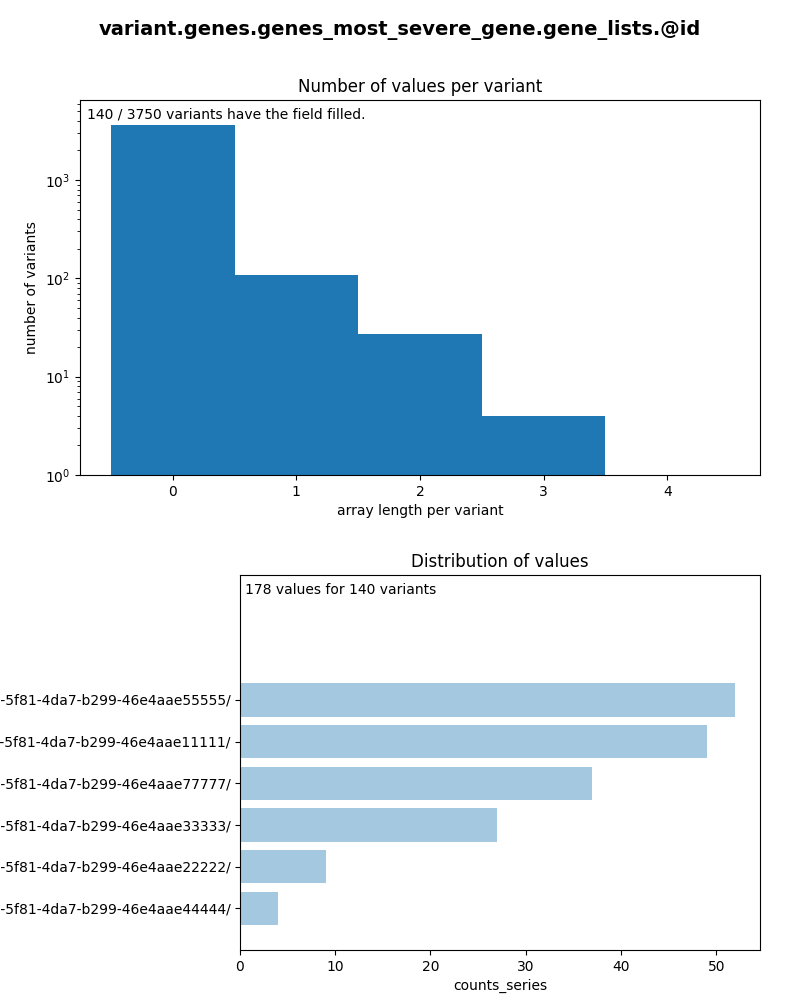 variant.genes.genes_most_severe_gene.gene_lists.@id
Number of values per variant
140 / 3750 variants have the field filled.
number of variants
10³
10²
10¹
10⁰
0 1 2 3 4
array length per variant
Distribution of values
178 values for 140 variants
-5f81-4da7-b299-46e4aae55555/
-5f81-4da7-b299-46e4aae11111/
-5f81-4da7-b299-46e4aae77777/
-5f81-4da7-b299-46e4aae33333/
-5f81-4da7-b299-46e4aae22222/
-5f81-4da7-b299-46e4aae44444/
0 10 20 30 40 50
counts_series